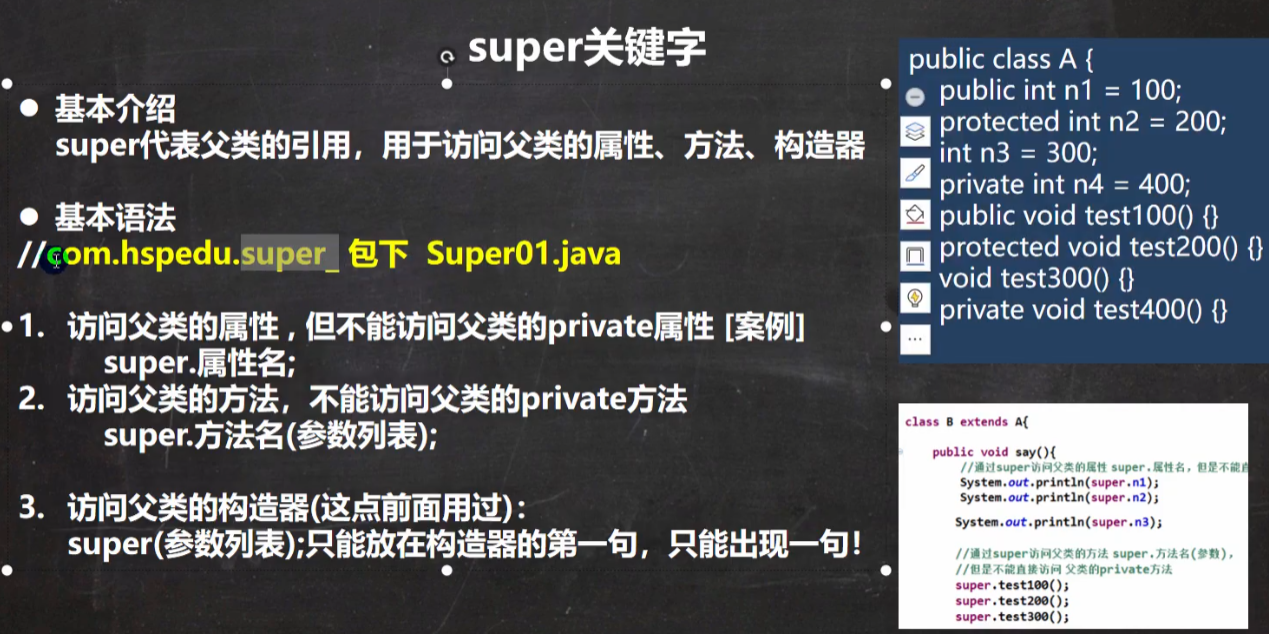 super关键字
● 基本介绍
super代表父类的引用，用于访问父类的属性、方法、构造器
● 基本语法
//com.hspedu.super_ 包下 Super01.java
1. 访问父类的属性 , 但不能访问父类的private属性 [案例]
super.属性名;
2. 访问父类的方法，不能访问父类的private方法
super.方法名(参数列表);
3. 访问父类的构造器(这点前面用过)：
super(参数列表);只能放在构造器的第一句，只能出现一句！
public class A {
public int n1 = 100;
protected int n2 = 200;
int n3 = 300;
private int n4 = 400;
public void test100() {}
protected void test200() {}
void test300() {}
private void test400() {}
class B extends A{
public void say(){
//通过super访问父类的属性 super.属性名，但是不能
System.out.println(super.n1);
System.out.println(super.n2);
System.out.println(super.n3);
//通过super访问父类的方法 super.方法名(参数)，
//但是不能直接访问 父类的private方法
super.test100();
super.test200();
super.test300();